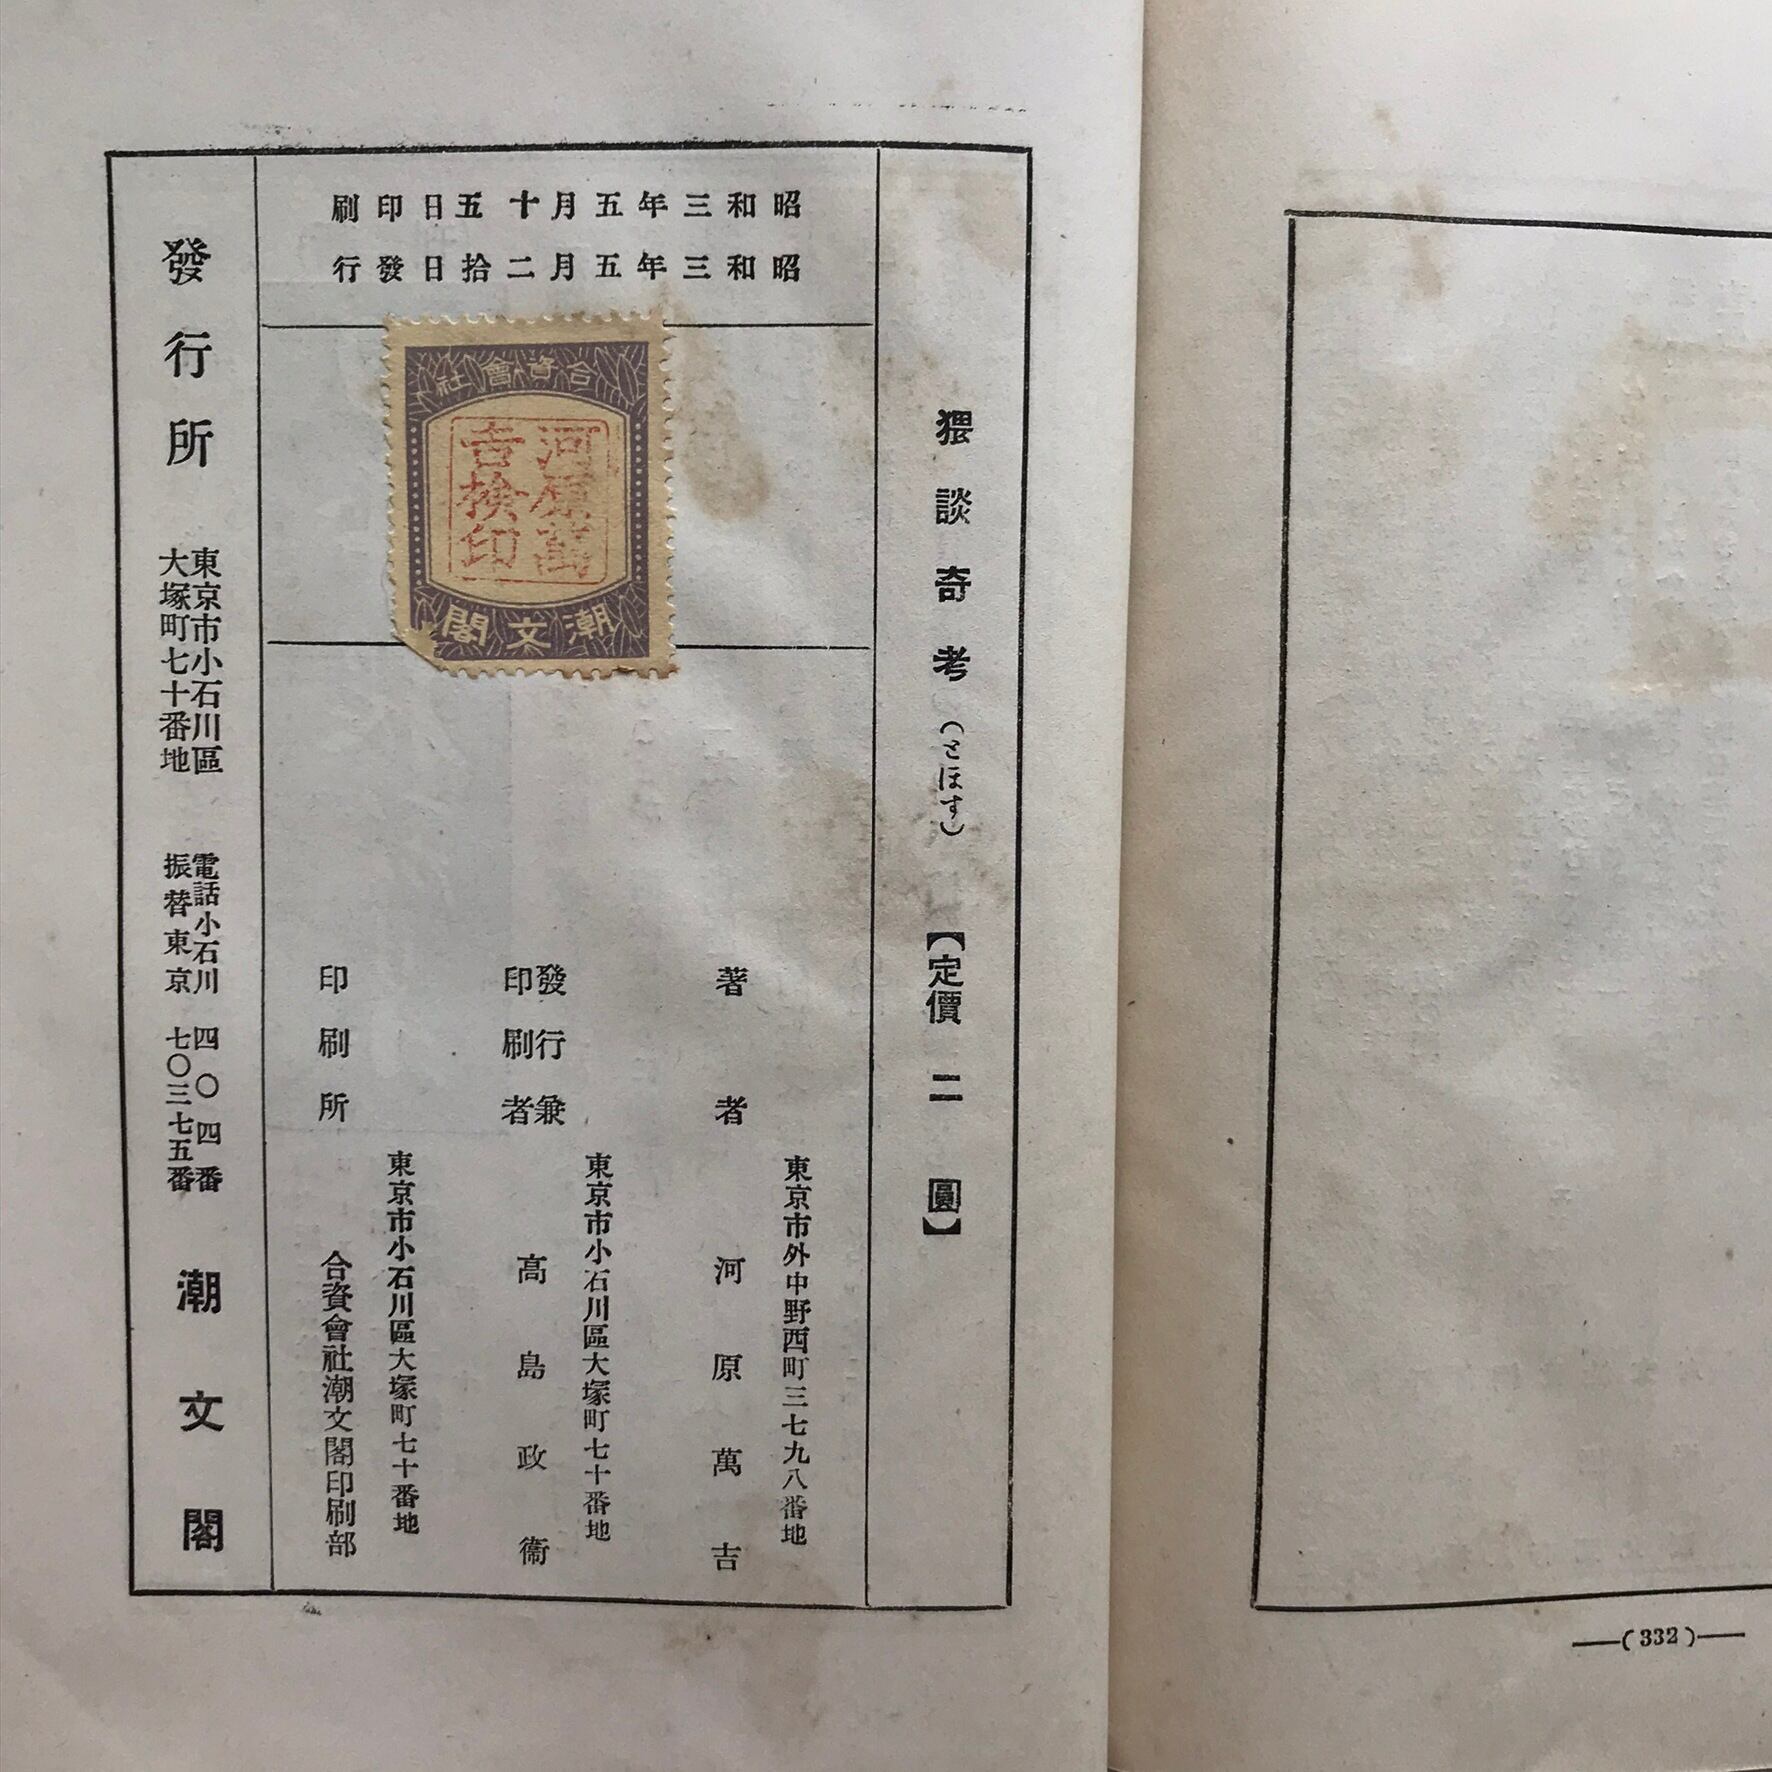 (332)
猥談奇考(とほす)【定價二圓】
昭和三年五月十五日印刷
昭和三年五月二拾日發行
合資會社
河原萬
吉検印
潮文閣
著者
東京市外中野西町三七九八番地
河原萬吉
發行兼
印刷者
東京市小石川區大塚町七十番地
高島政衞
印刷所
東京市小石川區大塚町七十番地
合資會社潮文閣印刷部
發行所
東京市小石川區
大塚町七十番地
電話小石川四〇四番
振替東京七〇三七五番
潮文閣